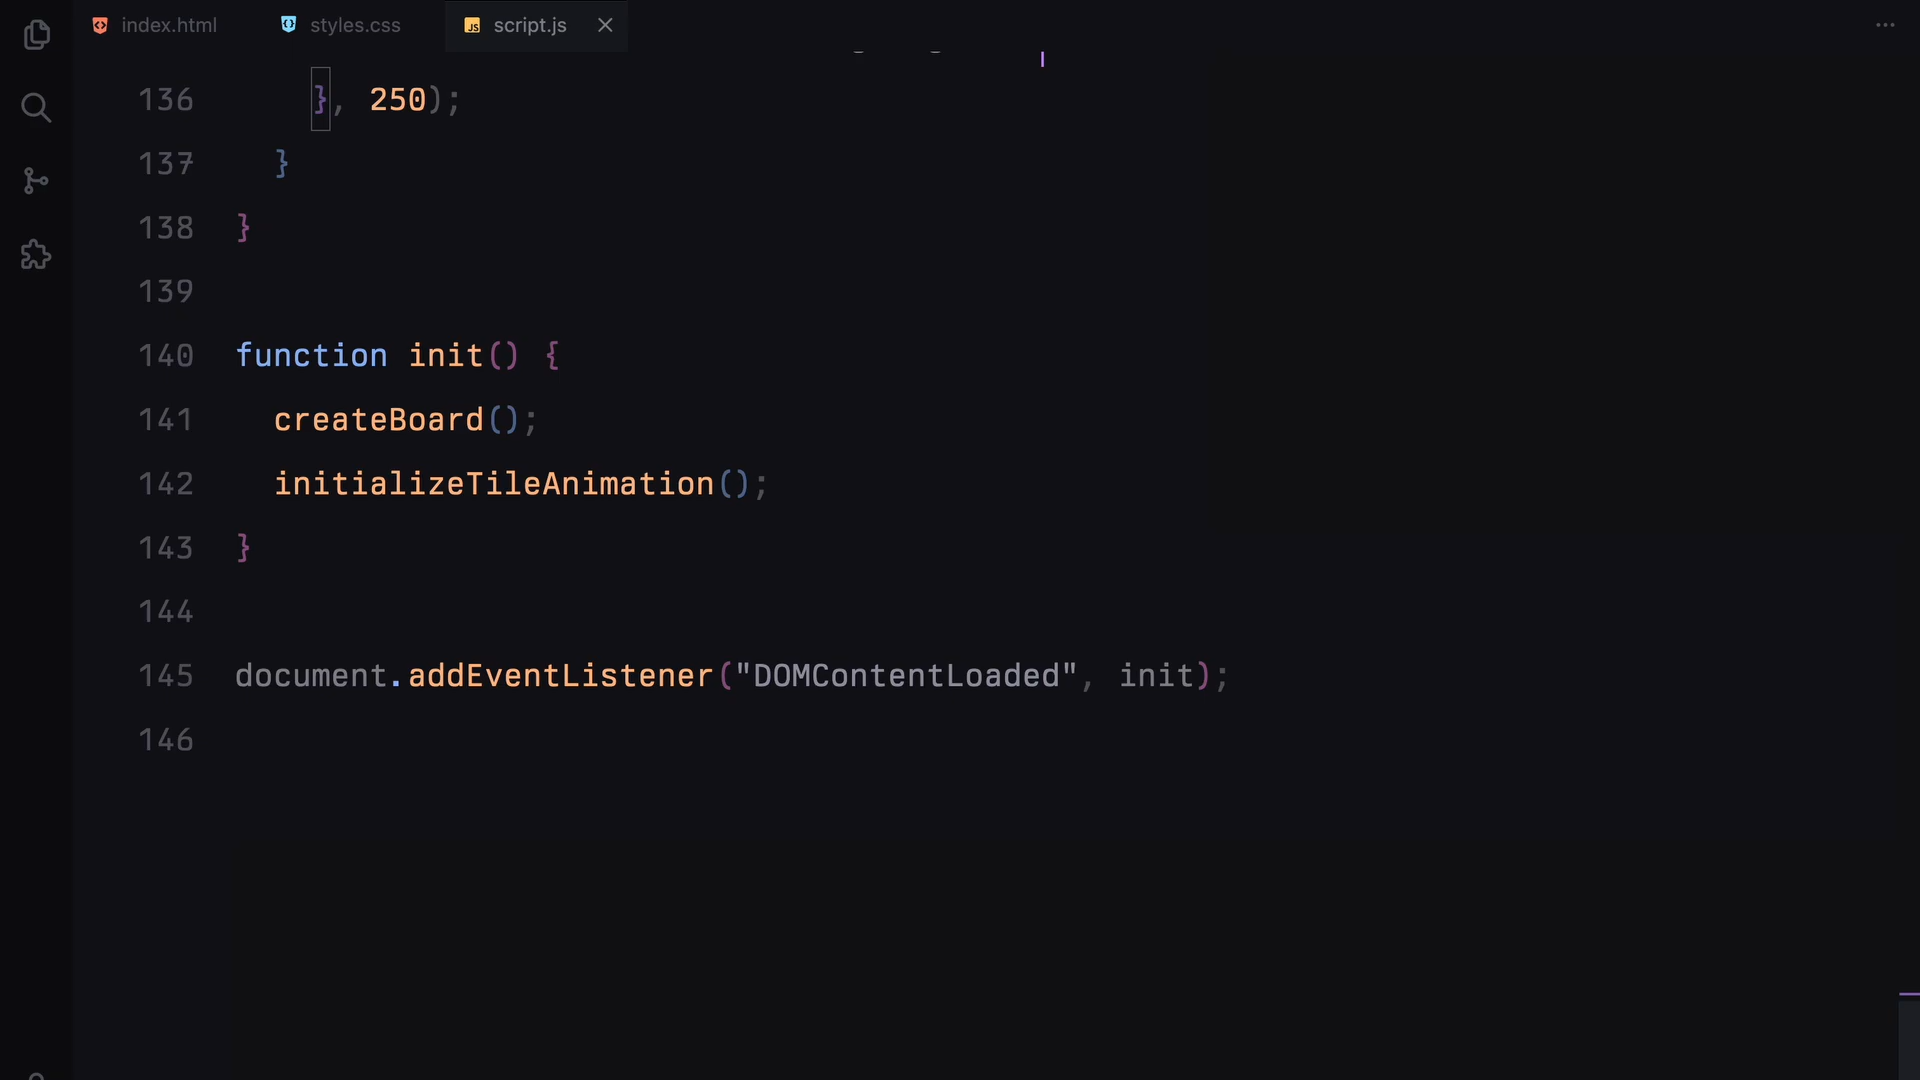 index.html styles.css JS script.js
136 }, 250);
137 }
138 }
139
140 function init() {
141 createBoard();
142 initializeTileAnimation();
143 }
144
145 document.addEventListener("DOMContentLoaded", init);
146